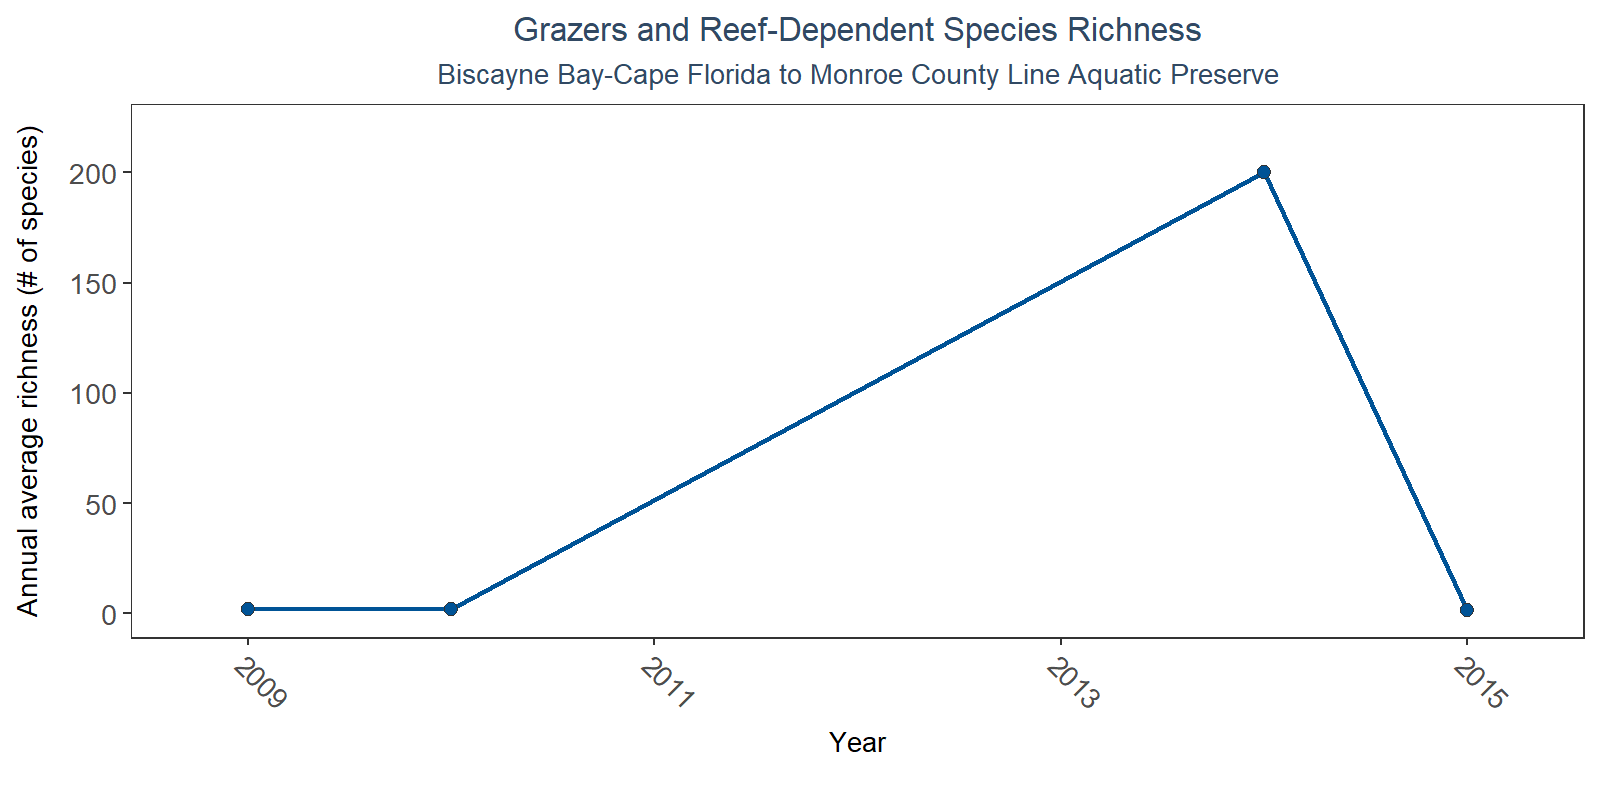 Grazers and Reef-Dependent Species Richness
Biscayne Bay-Cape Florida to Monroe County Line Aquatic Preserve
Annual average richness (# of species)
200
150
100
50
0
2009
2011
2013
2015
Year